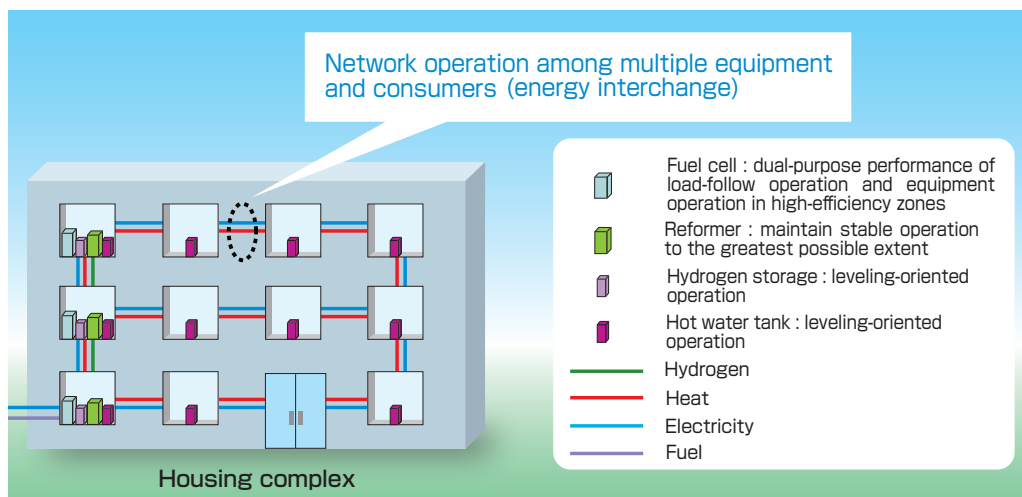 Network operation among multiple equipment
and consumers (energy interchange)
Fuel cell : dual-purpose performance of
load-follow operation and equipment
operation in high-efficiency zones
Reformer : maintain stable operation
to the greatest possible extent
Hydrogen storage : leveling-oriented
operation
Hot water tank : leveling-oriented
operation
Hydrogen
Heat
Electricity
Fuel
Housing complex